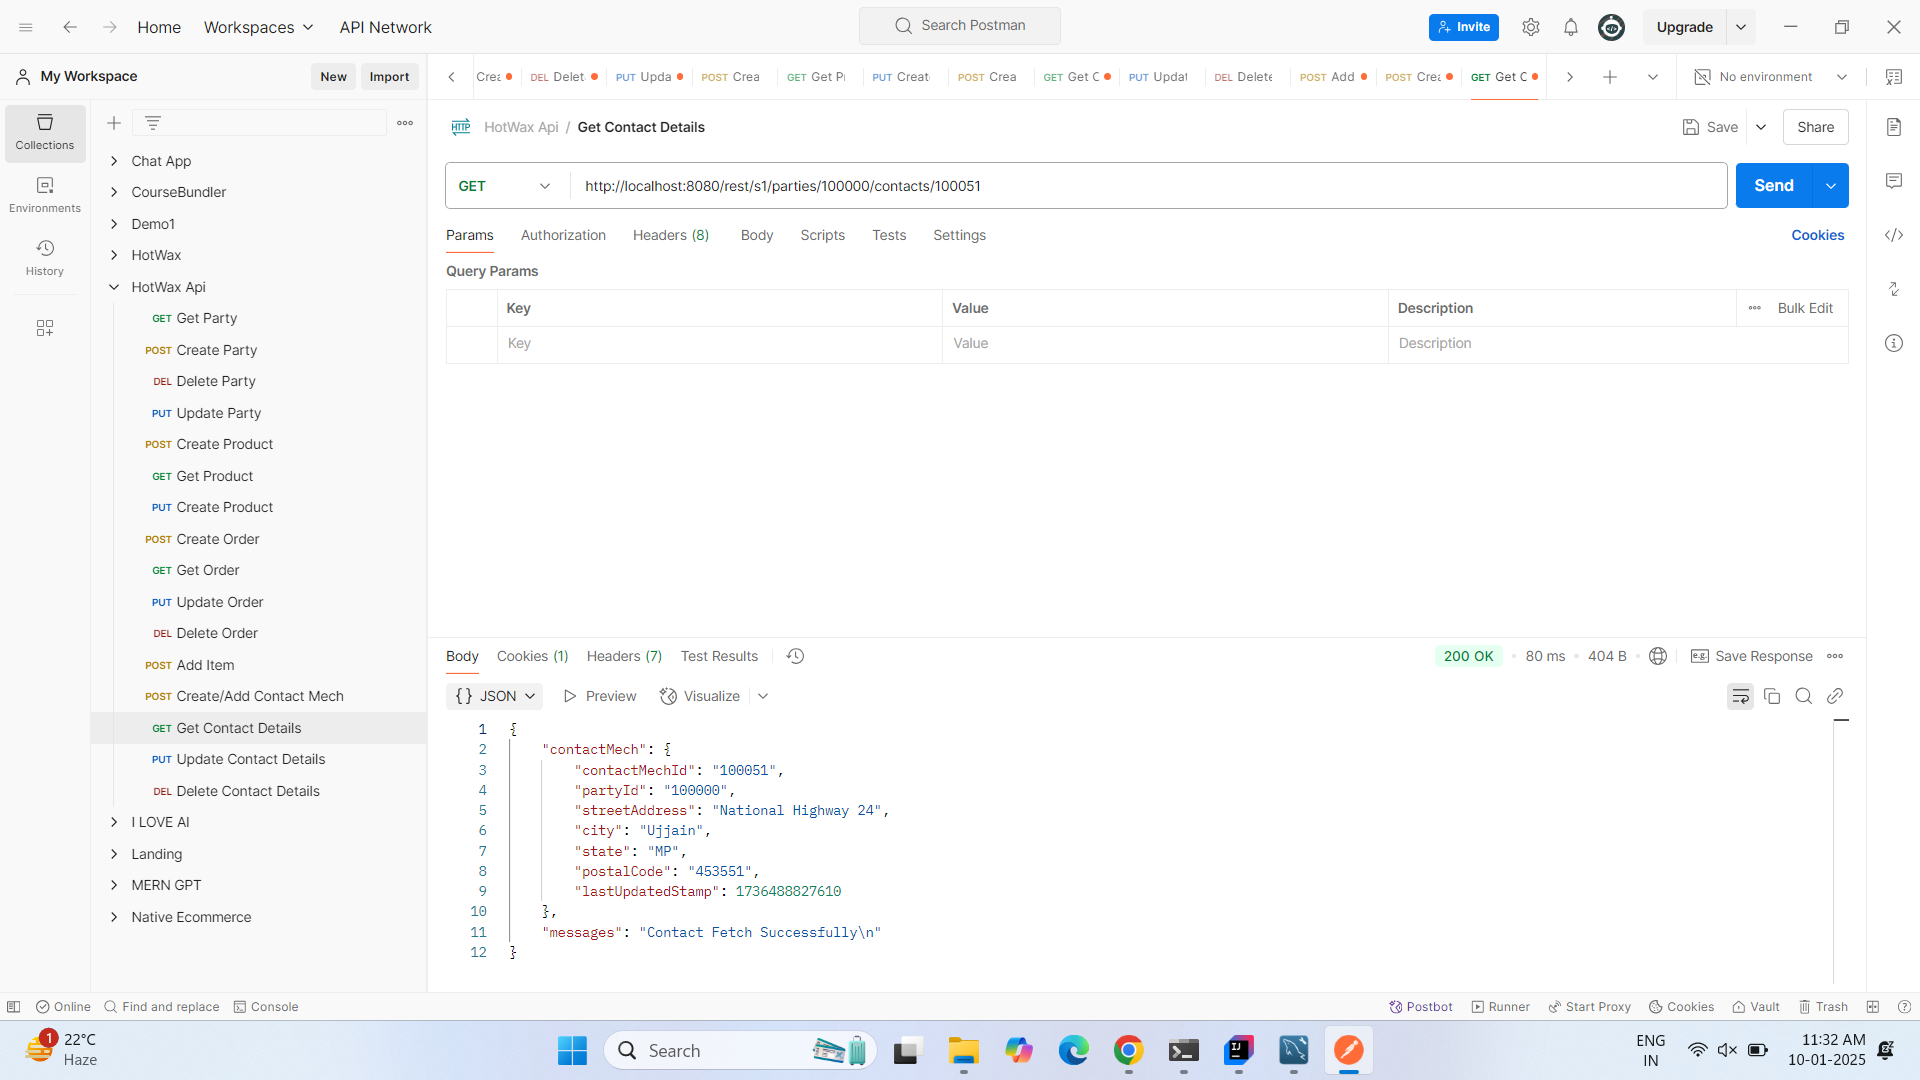 Home
Workspaces
API Network
Search Postman
Invite
Upgrade
My Workspace
New
Import
Crea
DEL Delet
PUT Upda
POST Crea
GET Get P
PUT Creat
POST Crea
GET Get C
PUT Updat
DEL Delete
POST Add
POST Crea
GET Get C
No environment
Collections
Environments
History
Chat App
CourseBundler
Demo1
HotWax
HotWax Api
GET Get Party
POST Create Party
DEL Delete Party
PUT Update Party
POST Create Product
GET Get Product
PUT Create Product
POST Create Order
GET Get Order
PUT Update Order
DEL Delete Order
POST Add Item
POST Create/Add Contact Mech
GET Get Contact Details
PUT Update Contact Details
DEL Delete Contact Details
I LOVE AI
Landing
MERN GPT
Native Ecommerce
HTTP HotWax Api / Get Contact Details
Save
Share
GET
http://localhost:8080/rest/s1/parties/100000/contacts/100051
Send
Params
Authorization
Headers (8)
Body
Scripts
Tests
Settings
Cookies
Query Params
Key
Value
Description
Bulk Edit
Key
Value
Description
Body
Cookies (1)
Headers (7)
Test Results
200 OK
80 ms
404 B
e.g.
Save Response
{} JSON
Preview
Visualize
1 {
2 "contactMech": {
3 "contactMechId": "100051",
4 "partyId": "100000",
5 "streetAddress": "National Highway 24",
6 "city": "Ujjain",
7 "state": "MP",
8 "postalCode": "453551",
9 "lastUpdatedStamp": 1736488827610
10 },
11 "messages": "Contact Fetch Successfully\n"
12 }
Online
Find and replace
Console
Postbot
Runner
Start Proxy
Cookies
Vault
Trash
1
22°C
Haze
Search
ENG
IN
11:32 AM
10-01-2025